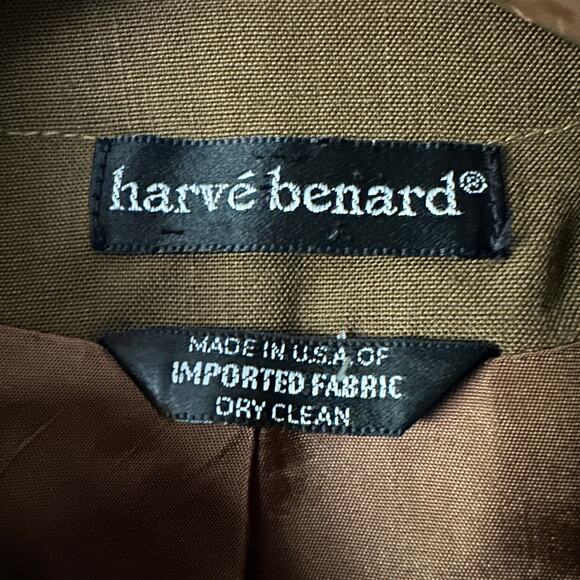 harvé benard®
MADE IN U.S.A. OF
IMPORTED FABRIC
DRY CLEAN